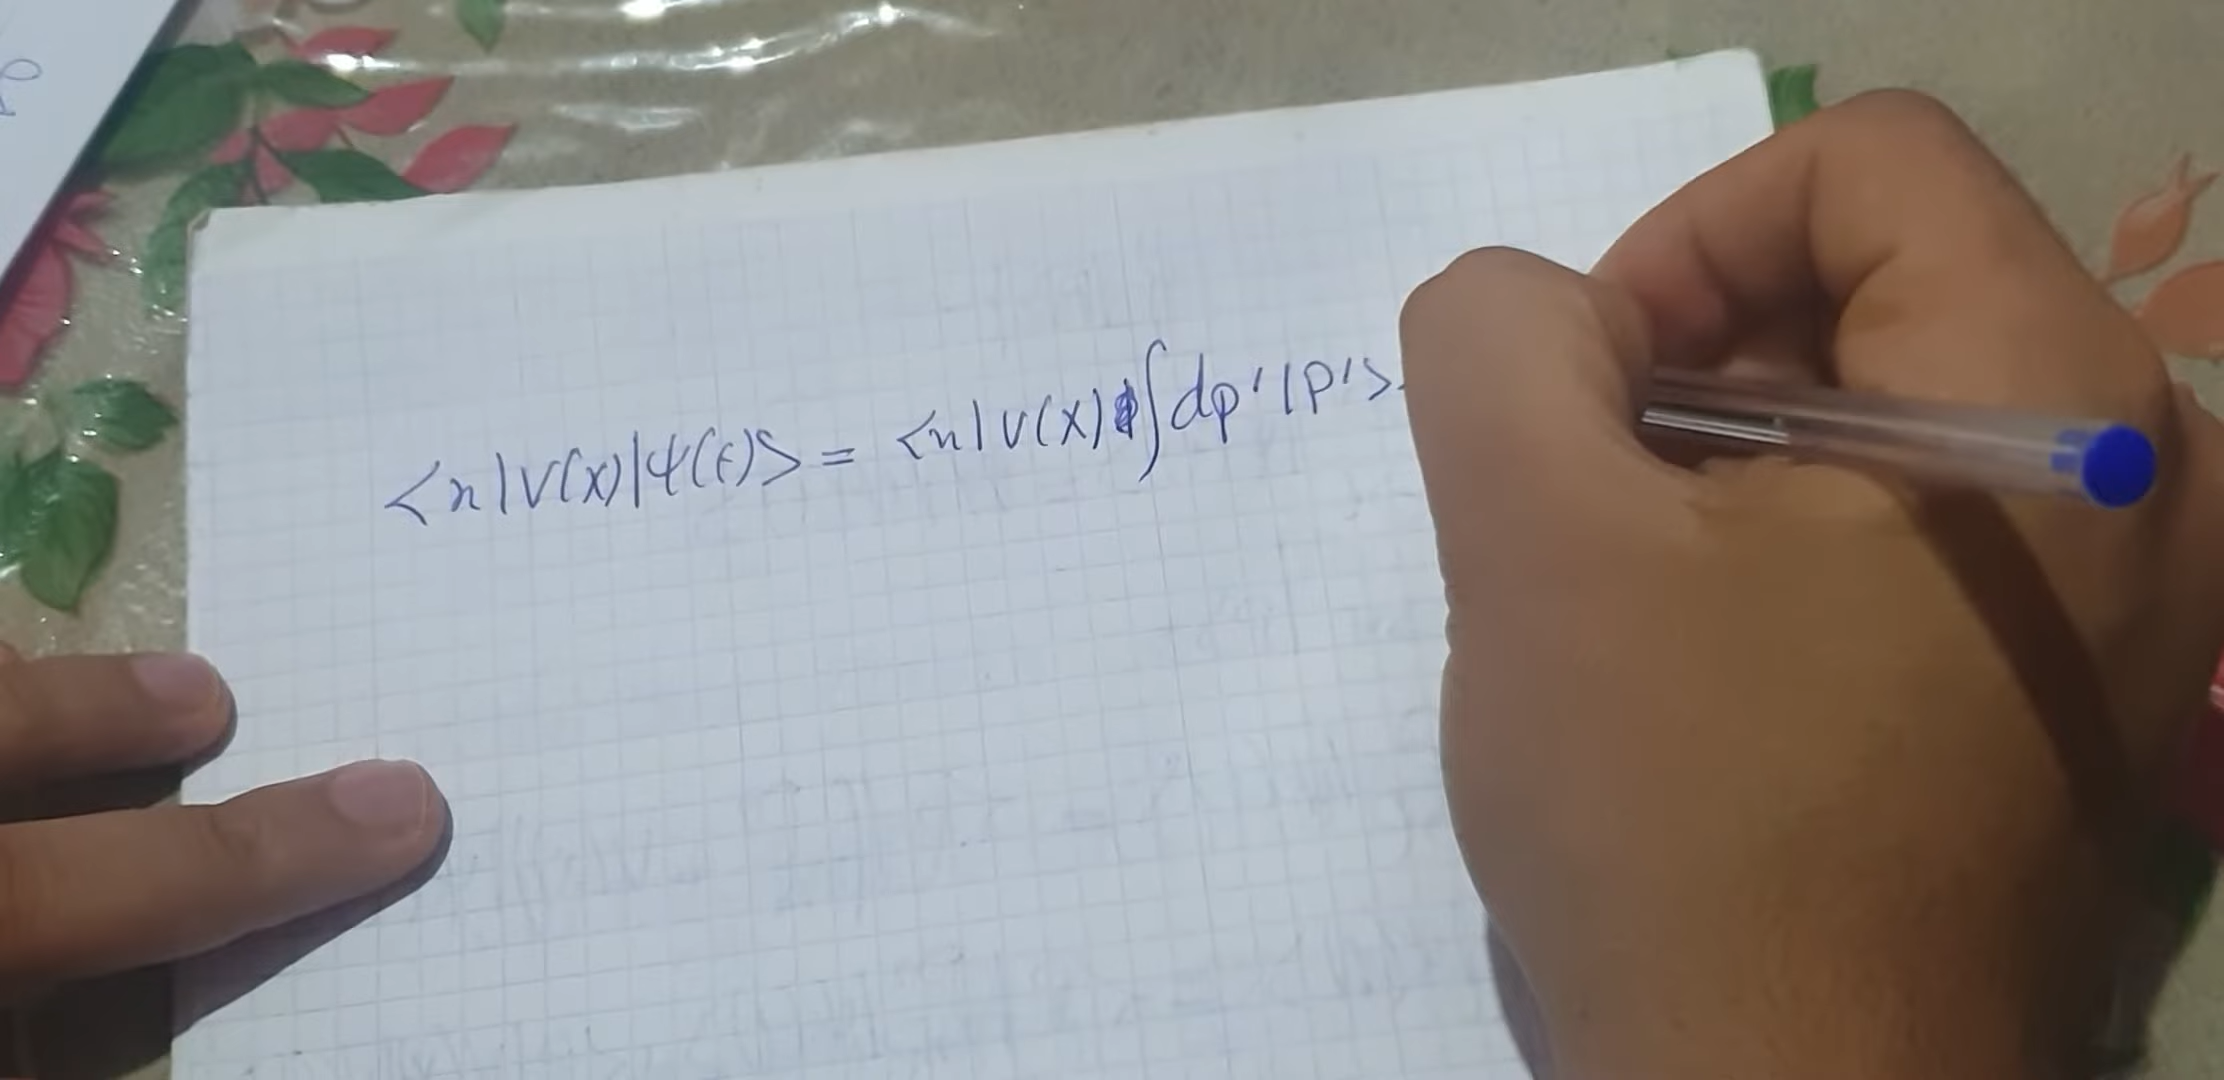 <n|V(x)|ψ(t)> = <n|V(x)∫dp'|p'>